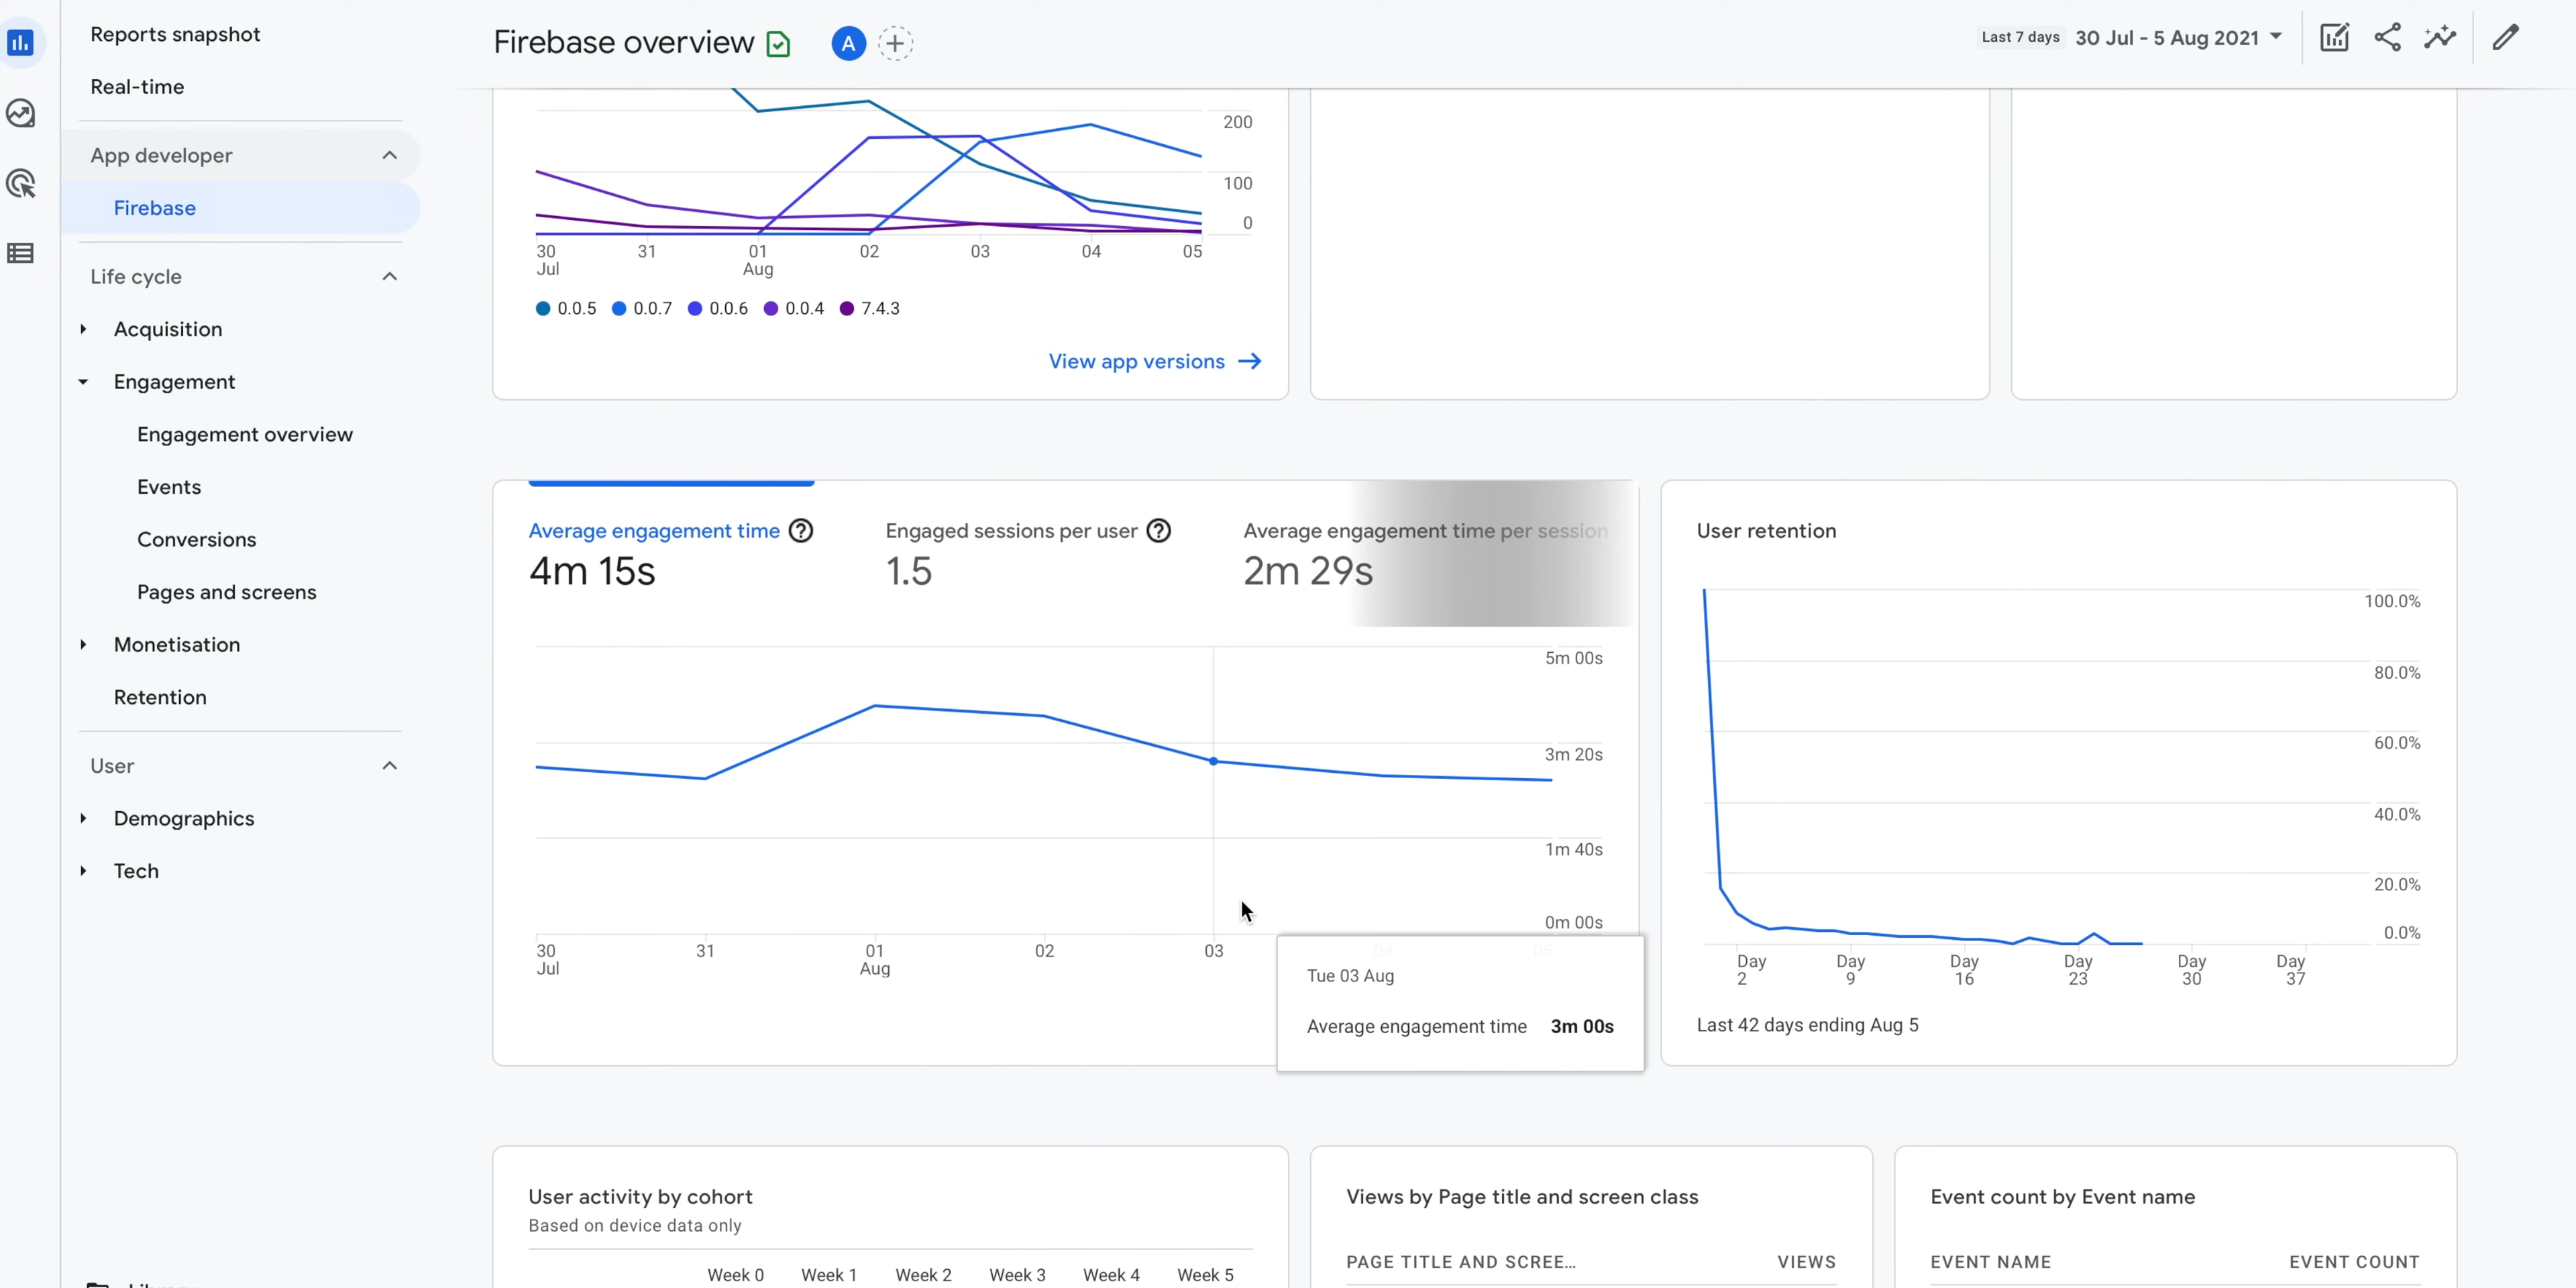 Reports snapshot
Real-time
App developer
Firebase
Life cycle
Acquisition
Engagement
Engagement overview
Events
Conversions
Pages and screens
Monetisation
Retention
User
Demographics
Tech
Firebase overview
A
Last 7 days 30 Jul - 5 Aug 2021
200
100
0
30 Jul 31 01 Aug 02 03 04 05
0.0.5 0.0.7 0.0.6 0.0.4 7.4.3
View app versions
Average engagement time
4m 15s
Engaged sessions per user
1.5
Average engagement time per session
2m 29s
5m 00s
3m 20s
1m 40s
0m 00s
30 Jul 31 01 Aug 02 03 04 05
Tue 03 Aug
Average engagement time 3m 00s
User retention
100.0%
80.0%
60.0%
40.0%
20.0%
0.0%
Day 2 Day 9 Day 16 Day 23 Day 30 Day 37
Last 42 days ending Aug 5
User activity by cohort
Based on device data only
Week 0 Week 1 Week 2 Week 3 Week 4 Week 5
Views by Page title and screen class
PAGE TITLE AND SCREE... VIEWS
Event count by Event name
EVENT NAME EVENT COUNT